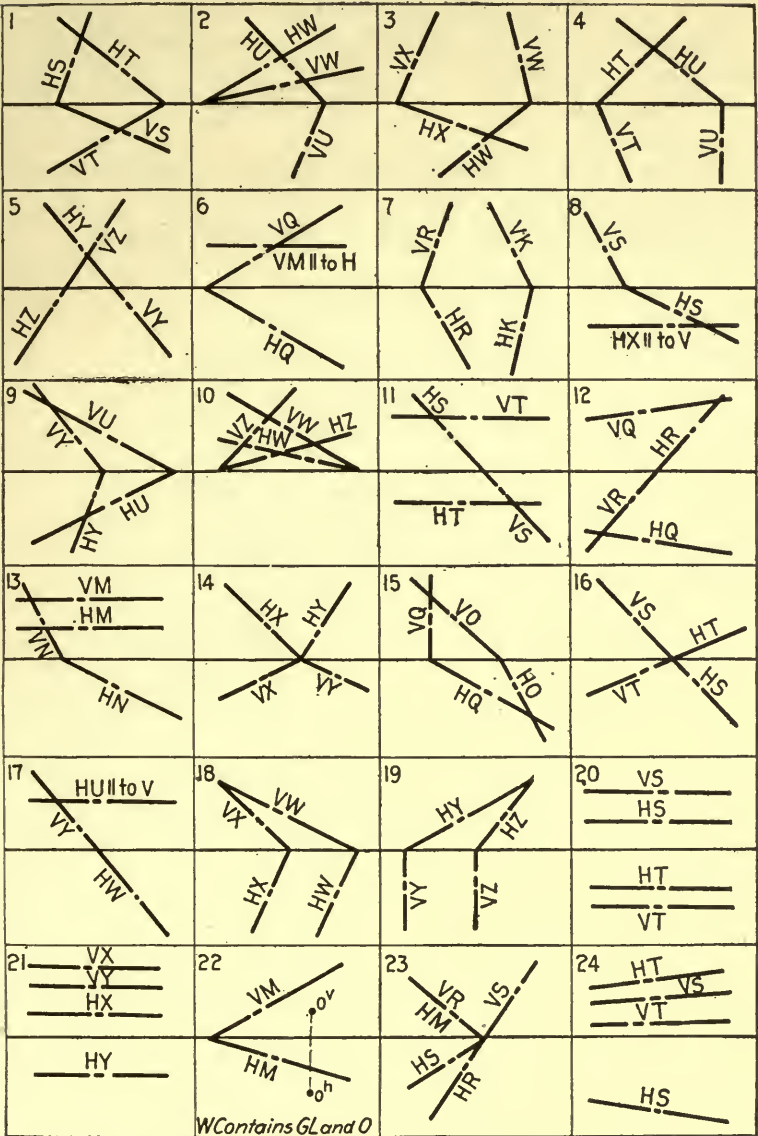 1
HS
HT
VS
VT
2
HU
HW
VW
VU
3
VX
VW
HX
HW
4
HT
HU
VT
VU
5
HY
VZ
HZ
VY
6
VQ
VM II to H
HQ
7
VR
VK
HR
HK
8
VS
HS
HX II to V
9
VU
VY
HU
HY
10
VZ
VW
HW
HZ
11
HS
VT
HT
VS
12
VQ
HR
VR
HQ
13
VM
HM
VN
HN
14
HX
HY
VX
VY
15
VQ
VO
HQ
HO
16
VS
HT
VT
HS
17
HU II to V
VY
HW
18
VX
VW
HX
HW
19
HY
HZ
VY
VZ
20
VS
HS
HT
VT
21
VX
VY
HX
HY
22
VM
Oᵛ
HM
Oʰ
W Contains GL and O
23
VR
HM
VS
HS
HR
24
HT
VS
VT
HS